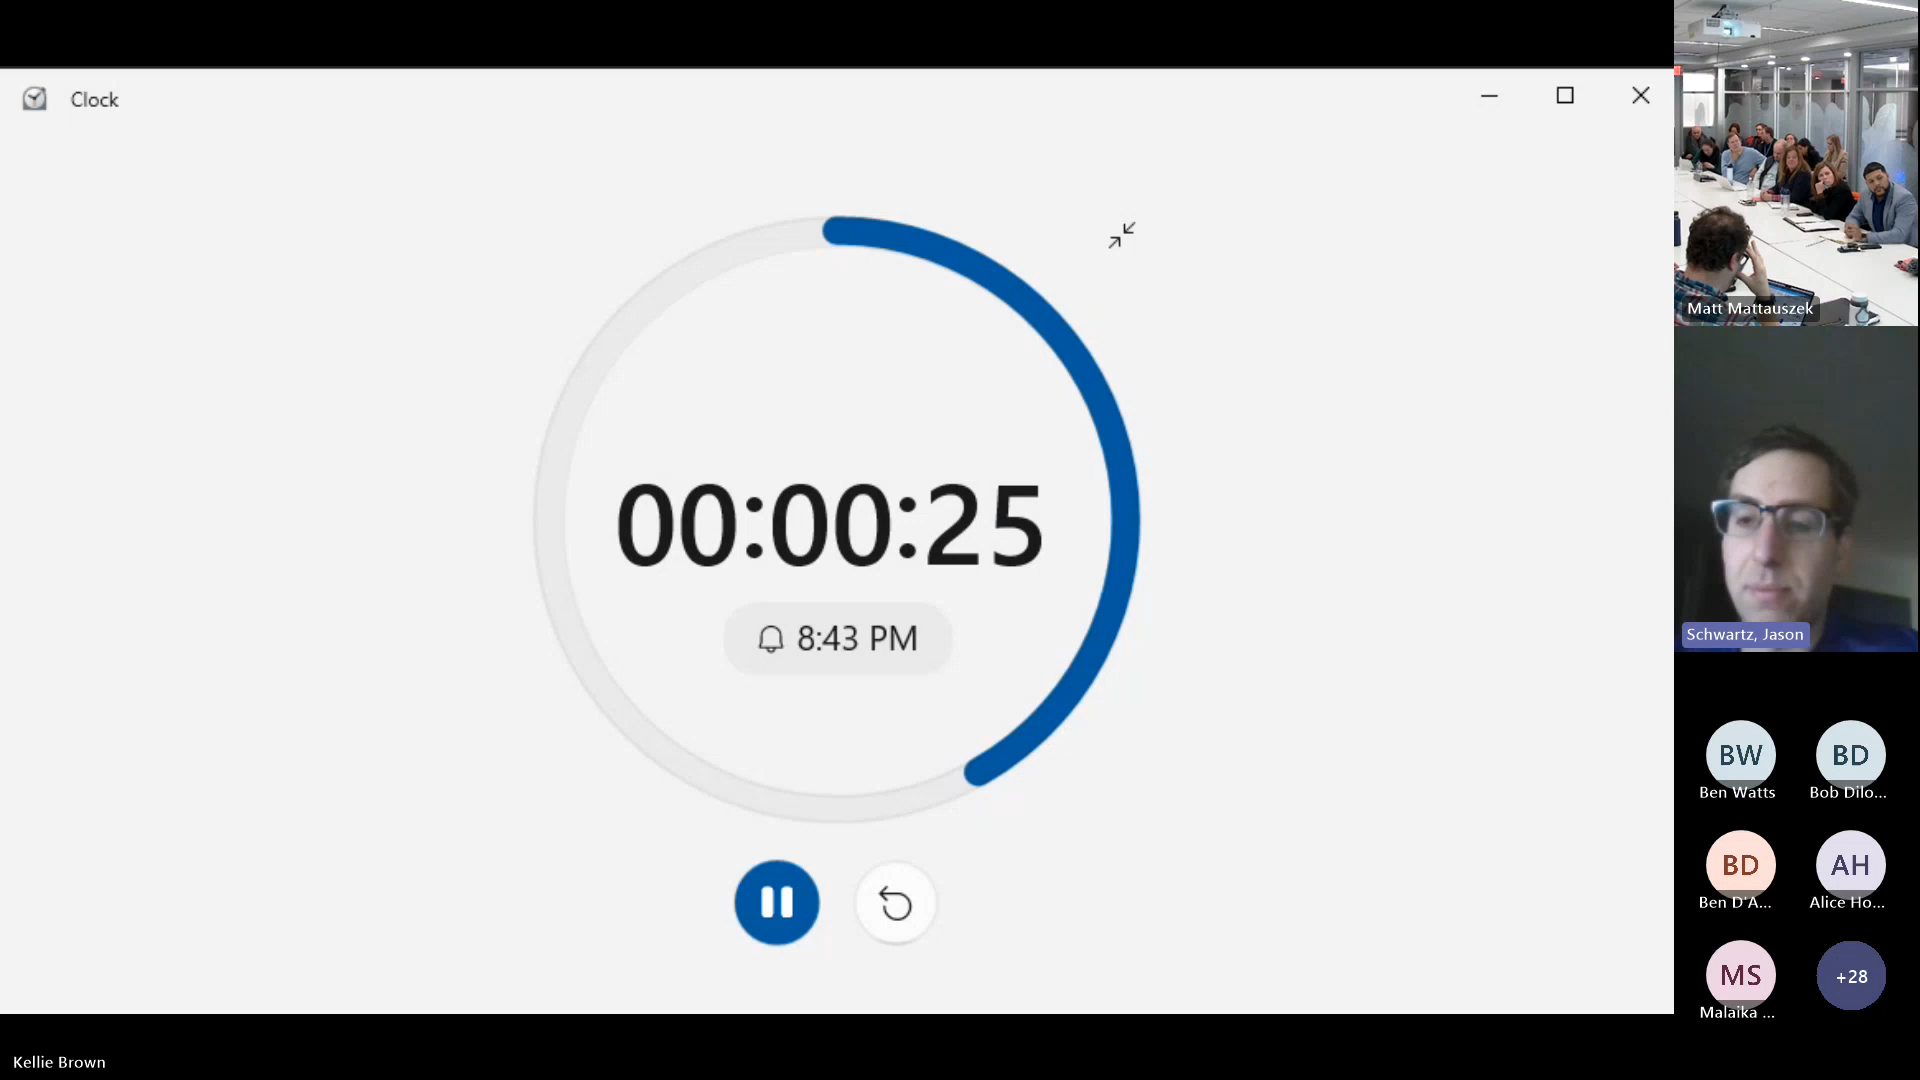 Clock
00:00:25
8:43 PM
Matt Mattauszek
Schwartz, Jason
BW
BD
Ben Watts
Bob Dilo...
BD
AH
Ben D'A...
Alice Ho...
MS
+28
Malaika ...
Kellie Brown